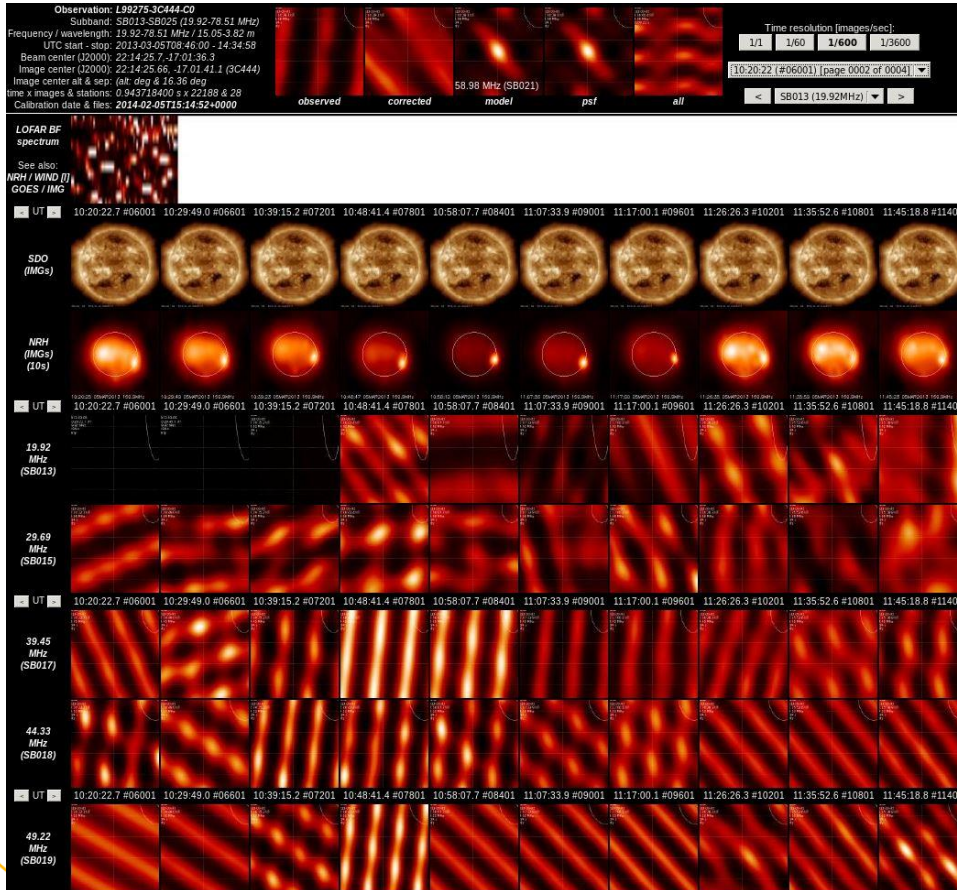 Observation: L99275-3C444-C0
Subband: SB013-SB025 (19.92-78.51 MHz)
Frequency / wavelength: 19.92-78.51 MHz / 15.05-3.82 m
UTC start - stop: 2013-03-05T08:46:00 - 14:34:58
Beam center (J2000): 22:14:25.7,-17:01:36.3
Image center (J2000): 22:14:25.66, -17.01.41.1 (3C444)
Image center alt & sep: (alt: deg & 16.36 deg
time x images & stations: 0.943718400 s x 22188 & 28
Calibration date & files: 2014-02-05T15:14:52+0000
58.98 MHz (SB021)
observed corrected model psf all
Time resolution [images/sec]:
1/1 1/60 1/600 1/3600
10:20:22 (#06001) [page 0002 of 0004]
< SB013 (19.92MHz) >
LOFAR BF
spectrum
See also:
NRH / WIND [I]
GOES / IMG
< UT > 10:20:22.7 #06001 10:29:49.0 #06601 10:39:15.2 #07201 10:48:41.4 #07801 10:58:07.7 #08401 11:07:33.9 #09001 11:17:00.1 #09601 11:26:26.3 #10201 11:35:52.6 #10801 11:45:18.8 #1140
SDO
(IMGs)
NRH
(IMGs)
(10s)
< UT > 10:20:22.7 #06001 10:29:49.0 #06601 10:39:15.2 #07201 10:48:41.4 #07801 10:58:07.7 #08401 11:07:33.9 #09001 11:17:00.1 #09601 11:26:26.3 #10201 11:35:52.6 #10801 11:45:18.8 #1140
19.92
MHz
(SB013)
29.69
MHz
(SB015)
< UT > 10:20:22.7 #06001 10:29:49.0 #06601 10:39:15.2 #07201 10:48:41.4 #07801 10:58:07.7 #08401 11:07:33.9 #09001 11:17:00.1 #09601 11:26:26.3 #10201 11:35:52.6 #10801 11:45:18.8 #1140
39.45
MHz
(SB017)
44.33
MHz
(SB018)
< UT > 10:20:22.7 #06001 10:29:49.0 #06601 10:39:15.2 #07201 10:48:41.4 #07801 10:58:07.7 #08401 11:07:33.9 #09001 11:17:00.1 #09601 11:26:26.3 #10201 11:35:52.6 #10801 11:45:18.8 #1140
49.22
MHz
(SB019)